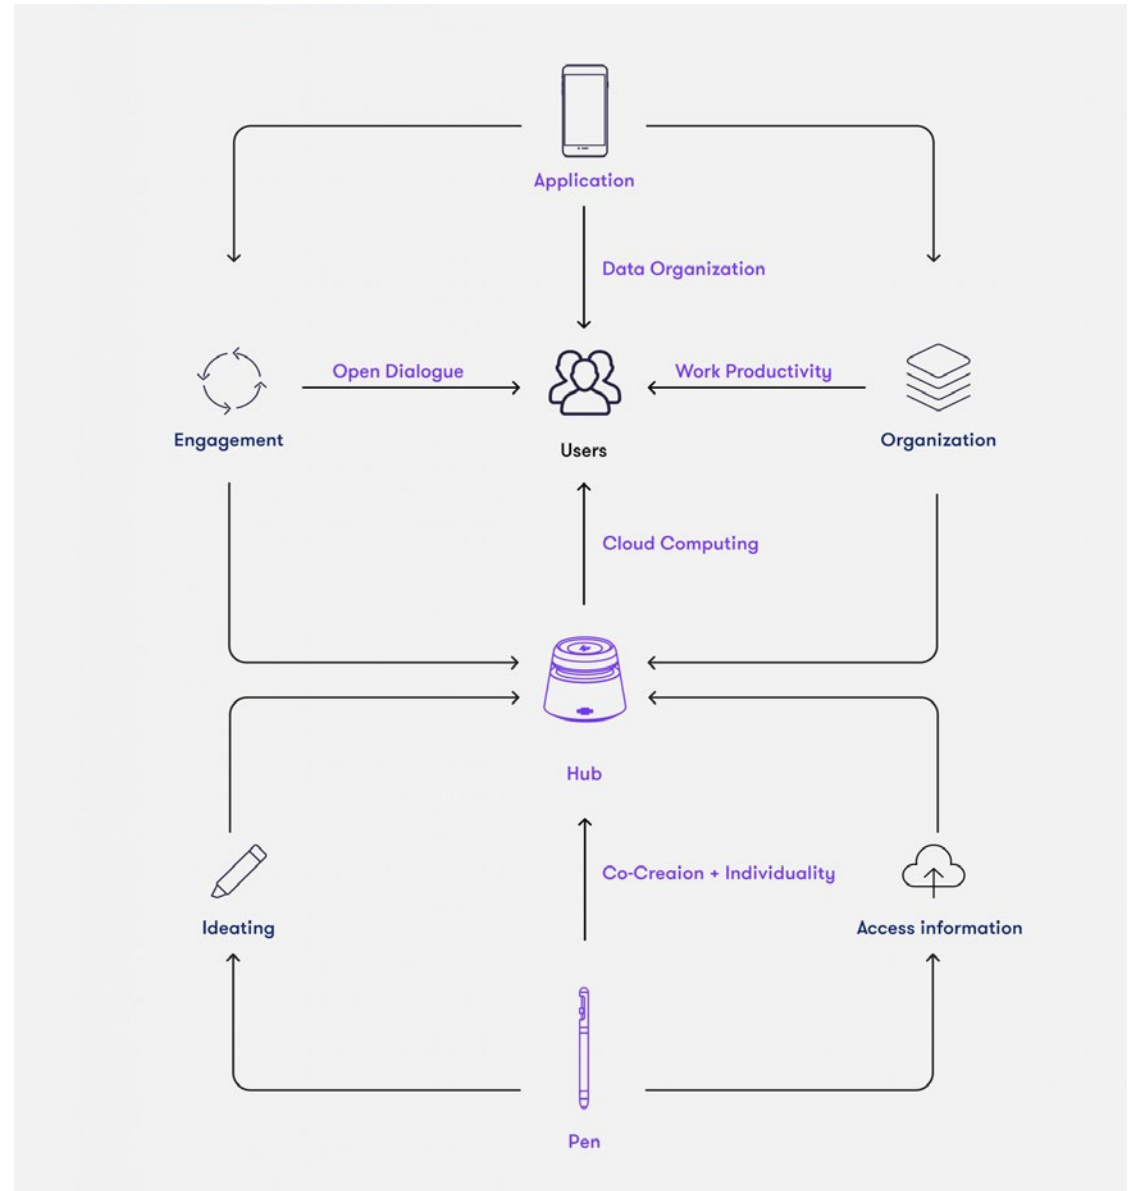 Application
Data Organization
Open Dialogue
Work Productivity
Engagement
Users
Organization
Cloud Computing
Hub
Co-Creaion + Individuality
Ideating
Access information
Pen